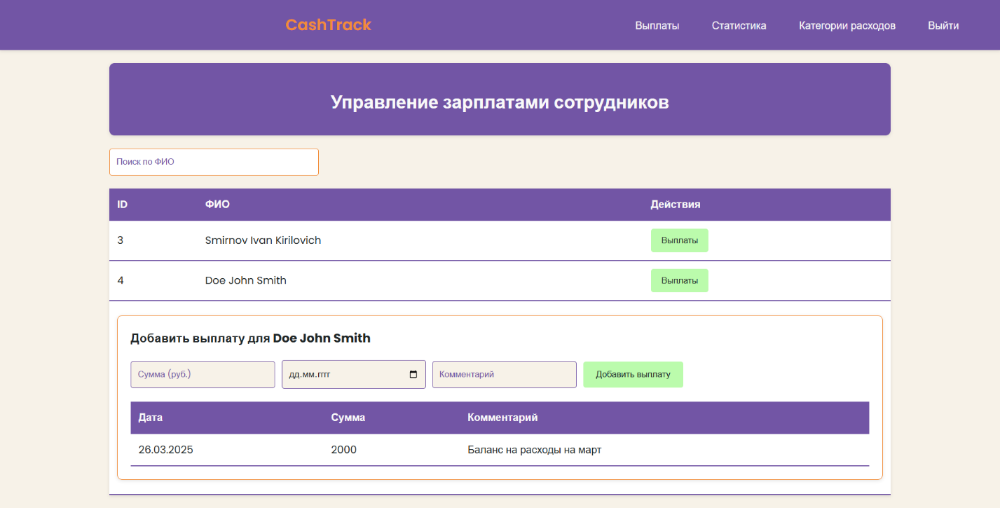 CashTrack Выплаты Статистика Категории расходов Выйти
Управление зарплатами сотрудников
Поиск по ФИО
ID ФИО Действия
3 Smirnov Ivan Kirilovich Выплаты
4 Doe John Smith Выплаты
Добавить выплату для Doe John Smith
Сумма (руб.) дд.мм.гггг Комментарий Добавить выплату
Дата Сумма Комментарий
26.03.2025 2000 Баланс на расходы на март